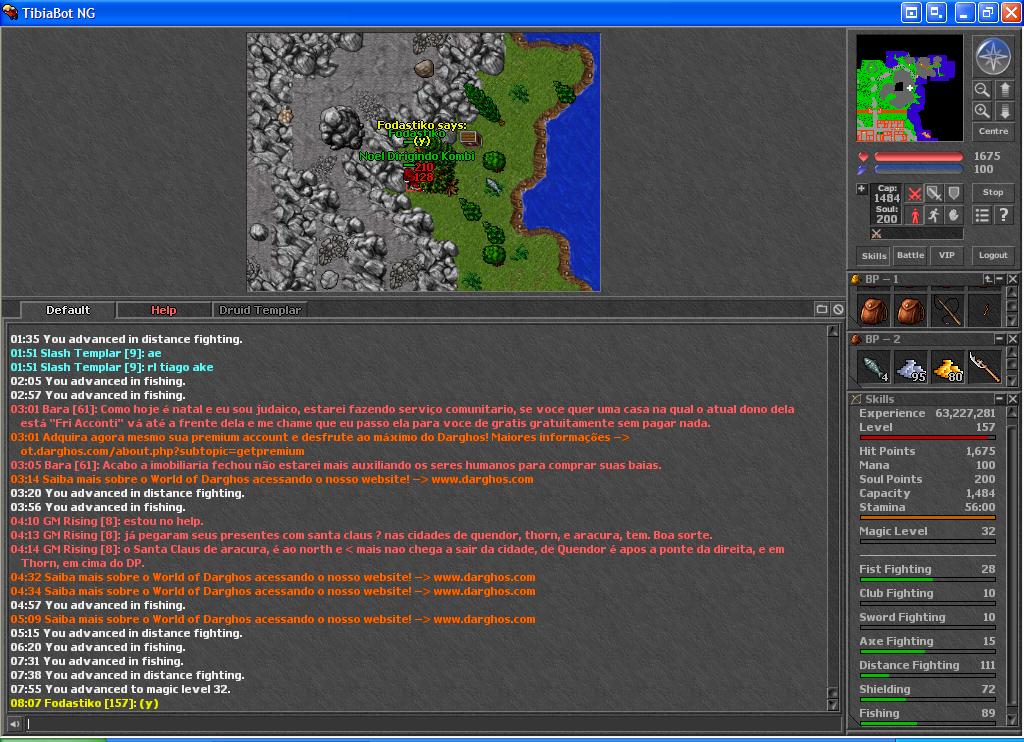 TibiaBot NG
Fodastiko says:
Fodastiko
(y)
Noel Dirigindo Kombi
210
128
Centre
1675
100
Cap:
1484
Soul:
200
Stop
Skills
Battle
VIP
Logout
BP - 1
BP - 2
4
95
80
Default
Help
Druid Templar
01:35 You advanced in distance fighting.
01:51 Slash Templar [9]: ae
01:51 Slash Templar [9]: rl tiago ake
02:05 You advanced in fishing.
02:57 You advanced in fishing.
03:01 Bara [61]: Como hoje é natal e eu sou judaico, estarei fazendo serviço comunitario, se voce quer uma casa na qual o atual dono dela
está "Fri Acconti" vá até a frente dela e me chame que eu passo ela para voce de gratis gratuitamente sem pagar nada.
03:01 Adquira agora mesmo sua premium account e desfrute ao máximo do Darghos! Maiores informações -->
ot.darghos.com/about.php?subtopic=getpremium
03:05 Bara [61]: Acabo a imobiliaria fechou não estarei mais auxiliando os seres humanos para comprar suas baias.
03:14 Saiba mais sobre o World of Darghos acessando o nosso website! --> www.darghos.com
03:20 You advanced in distance fighting.
03:56 You advanced in fishing.
04:10 GM Rising [8]: estou no help.
04:13 GM Rising [8]: já pegaram seus presentes com santa claus ? nas cidades de quendor, thorn, e aracura, tem. Boa sorte.
04:14 GM Rising [8]: o Santa Claus de aracura, é ao north e < mais nao chega a sair da cidade, de Quendor é apos a ponte da direita, e em
Thorn, em cima do DP.
04:32 Saiba mais sobre o World of Darghos acessando o nosso website! --> www.darghos.com
04:34 Saiba mais sobre o World of Darghos acessando o nosso website! --> www.darghos.com
04:57 You advanced in fishing.
05:09 Saiba mais sobre o World of Darghos acessando o nosso website! --> www.darghos.com
05:15 You advanced in distance fighting.
06:20 You advanced in fishing.
07:31 You advanced in fishing.
07:38 You advanced in distance fighting.
07:55 You advanced to magic level 32.
08:07 Fodastiko [157]: (y)
Skills
Experience 63,227,281
Level 157
Hit Points 1,675
Mana 100
Soul Points 200
Capacity 1,484
Stamina 56:00
Magic Level 32
Fist Fighting 28
Club Fighting 10
Sword Fighting 10
Axe Fighting 15
Distance Fighting 111
Shielding 72
Fishing 89